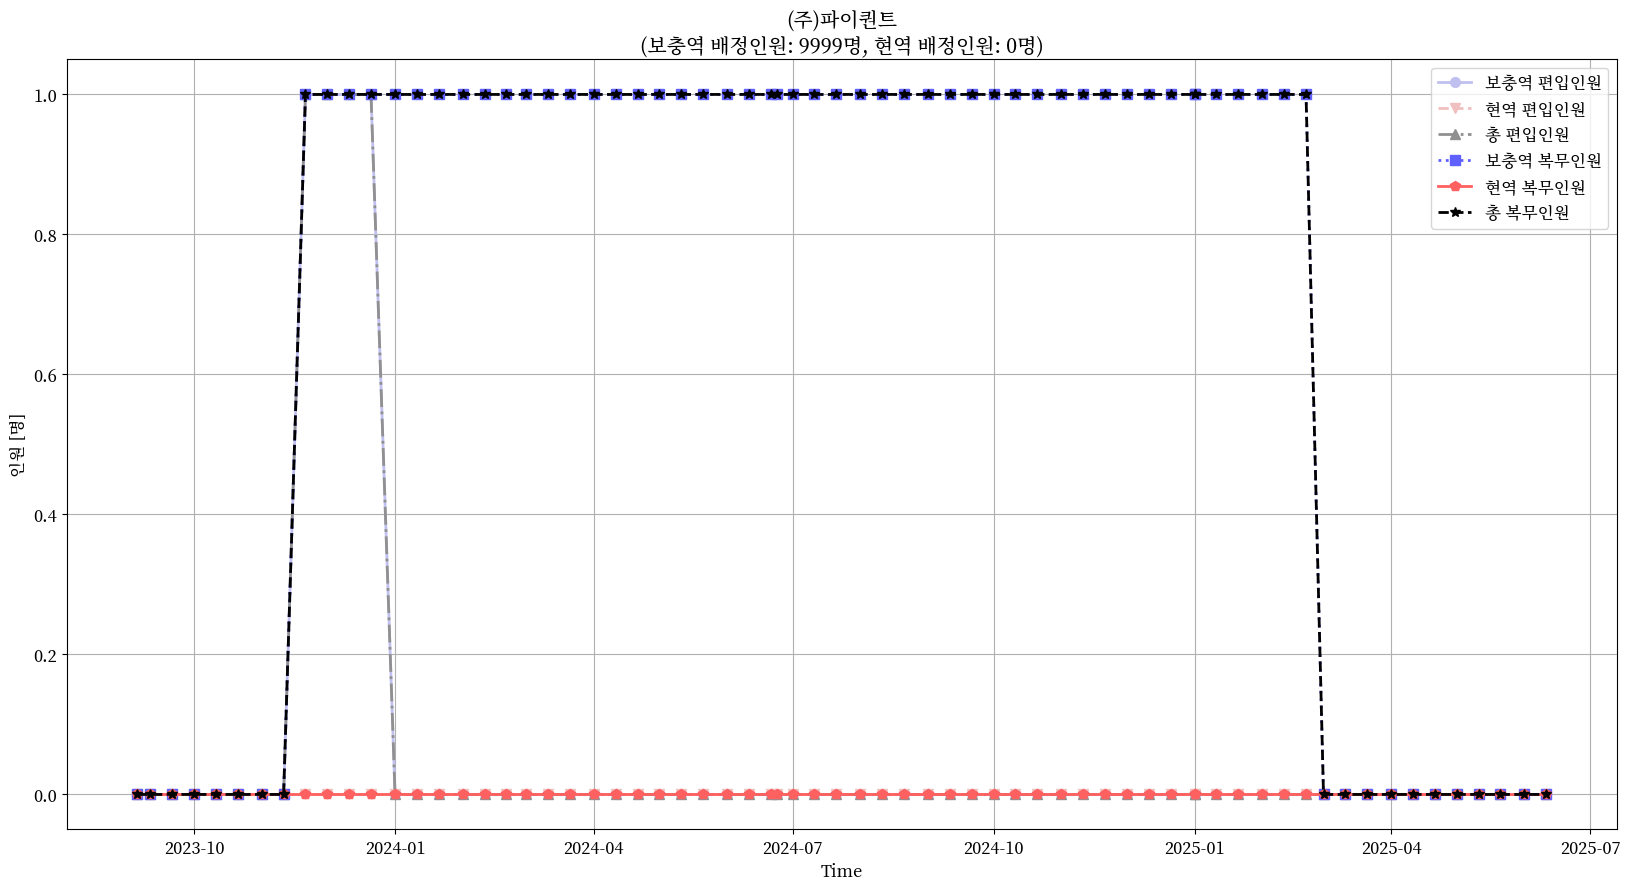 (주)파이퀀트
(보충역 배정인원: 9999명, 현역 배정인원: 0명)
보충역 편입인원
현역 편입인원
총 편입인원
보충역 복무인원
현역 복무인원
총 복무인원
인원 [명]
1.0
0.8
0.6
0.4
0.2
0.0
2023-10
2024-01
2024-04
2024-07
2024-10
2025-01
2025-04
2025-07
Time